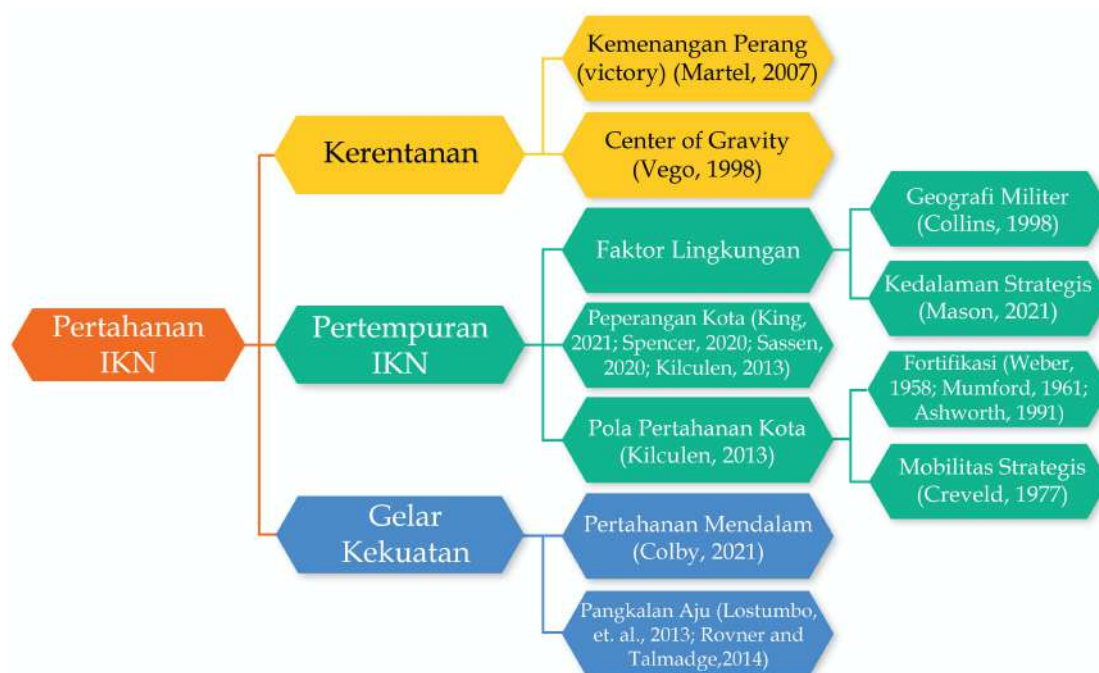 Kemenangan Perang
(victory) (Martel, 2007)
Kerentanan
Center of Gravity
(Vego, 1998)
Geografi Militer
(Collins, 1998)
Faktor Lingkungan
Kedalaman Strategis
(Mason, 2021)
Pertahanan
IKN
Pertempuran
IKN
Peperangan Kota (King,
2021; Spencer, 2020; Sassen,
2020; Kilculen, 2013)
Fortifikasi (Weber,
1958; Mumford, 1961;
Ashworth, 1991)
Pola Pertahanan Kota
(Kilculen, 2013)
Mobilitas Strategis
(Creveld, 1977)
Gelar
Kekuatan
Pertahanan Mendalam
(Colby, 2021)
Pangkalan Aju (Lostumbo,
et. al., 2013; Rovner and
Talmadge,2014)